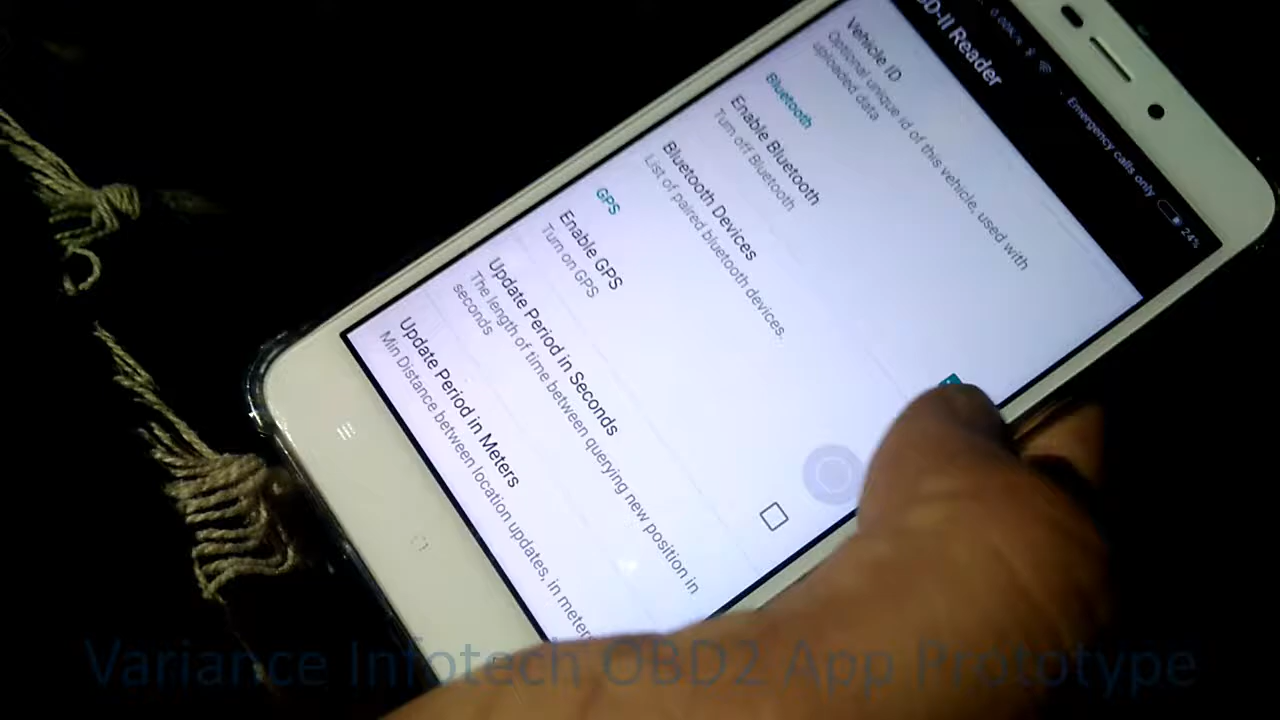 0.00K/s
Emergency calls only
24%
OBD-II Reader
Vehicle ID
Optional unique id of this vehicle, used with
uploaded data
Bluetooth
Enable Bluetooth
Turn off Bluetooth
Bluetooth Devices
List of paired bluetooth devices.
GPS
Enable GPS
Turn on GPS
Update Period in Seconds
The length of time between querying new position in
seconds
Update Period in Meters
Min Distance between location updates, in meters
Variance Infotech OBD2 App Prototype